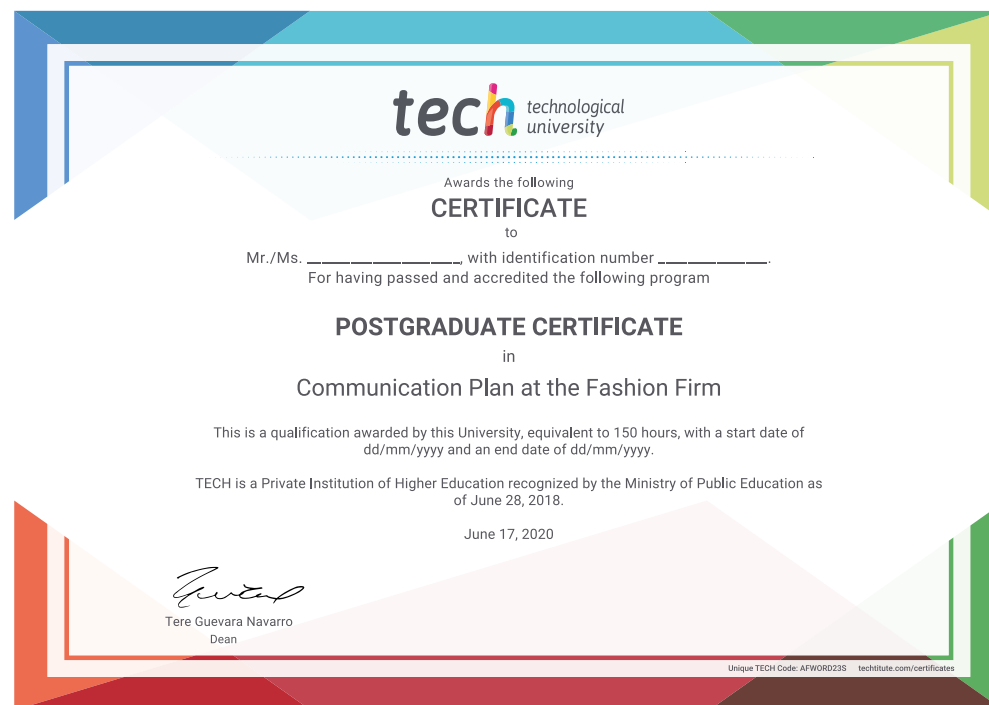 tech technological
university
Awards the following
CERTIFICATE
to
Mr./Ms. ____________________, with identification number ______________.
For having passed and accredited the following program
POSTGRADUATE CERTIFICATE
in
Communication Plan at the Fashion Firm
This is a qualification awarded by this University, equivalent to 150 hours, with a start date of
dd/mm/yyyy and an end date of dd/mm/yyyy.
TECH is a Private Institution of Higher Education recognized by the Ministry of Public Education as
of June 28, 2018.
June 17, 2020
Tere Guevara Navarro
Dean
Unique TECH Code: AFWORD23S techtitute.com/certificates